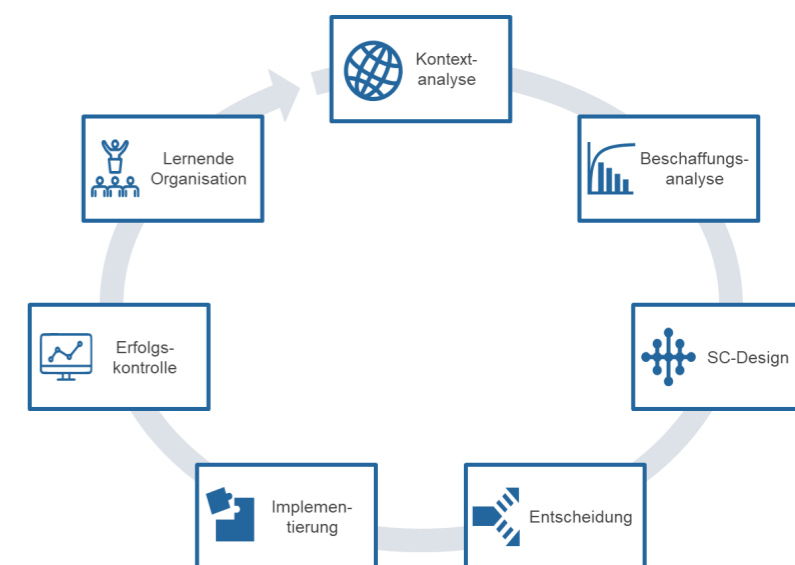 Kontext-
analyse
Beschaffungs-
analyse
SC-Design
Entscheidung
Implemen-
tierung
Erfolgs-
kontrolle
Lernende
Organisation